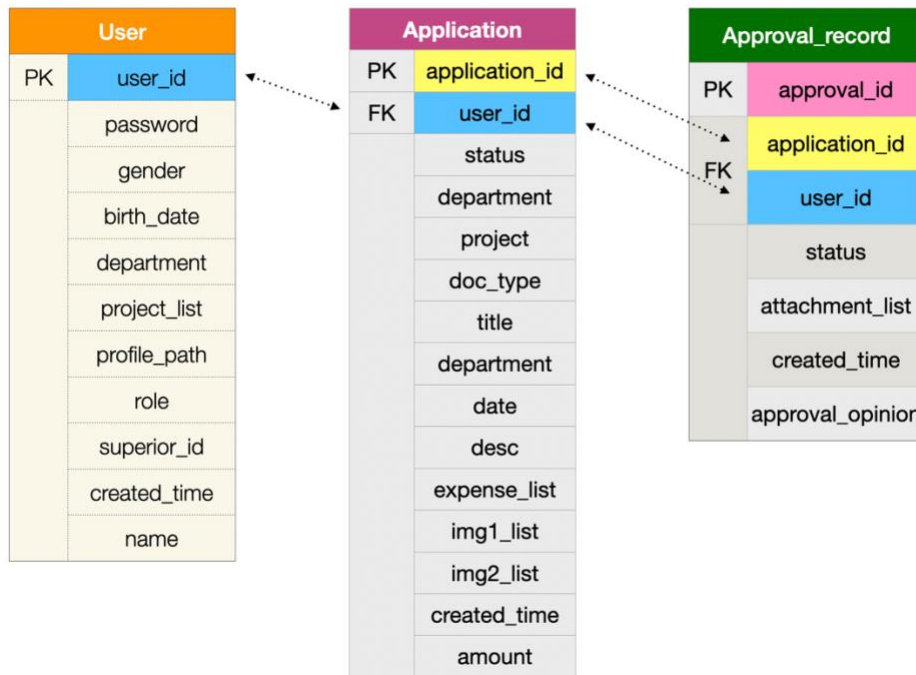 User
PK user_id
password
gender
birth_date
department
project_list
profile_path
role
superior_id
created_time
name
Application
PK application_id
FK user_id
status
department
project
doc_type
title
department
date
desc
expense_list
img1_list
img2_list
created_time
amount
Approval_record
PK approval_id
FK application_id
user_id
status
attachment_list
created_time
approval_opinion